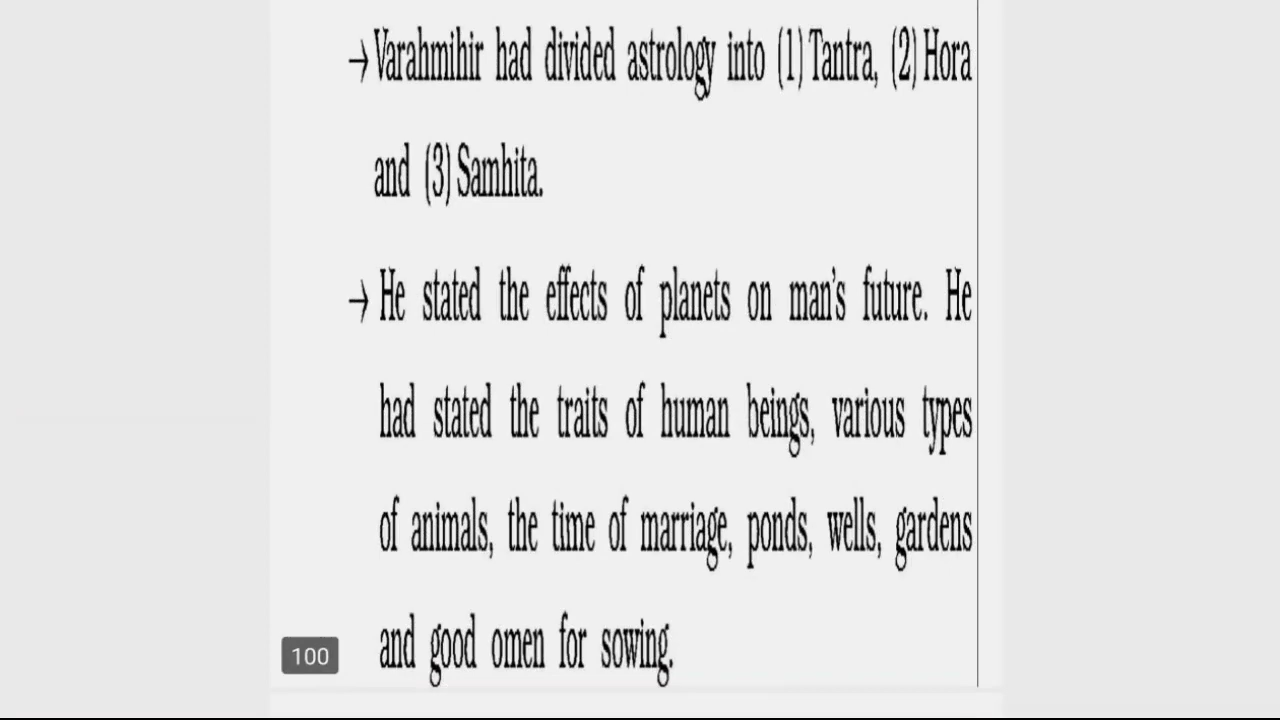 → Varahmihir had divided astrology into (1) Tantra, (2) Hora
and (3) Samhita.
→ He stated the effects of planets on man's future. He
had stated the traits of human beings, various types
of animals, the time of marriage, ponds, wells, gardens
and good omen for sowing.
100